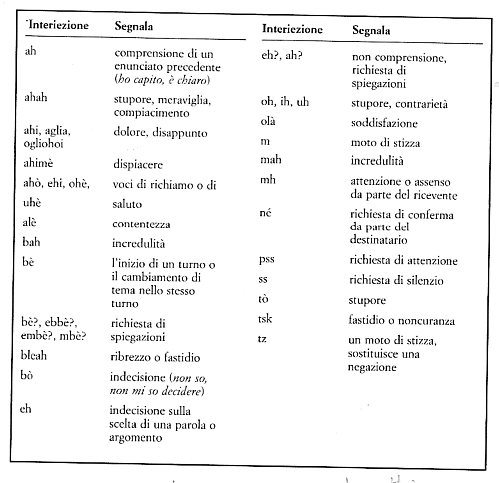 Interiezione Segnala
ah comprensione di un
enunciato precedente
(ho capito, è chiaro)
ahah stupore, meraviglia,
compiacimento
ahi, aglia, dolore, disappunto
ogliohoi
ahimè dispiacere
ahò, ehi, ohè, voci di richiamo o di
uhè saluto
alè contentezza
bah incredulità
bè l'inizio di un turno o
il cambiamento di
tema nello stesso
turno
bè?, ebbè?, richiesta di
embè?, mbè? spiegazioni
bleah ribrezzo o fastidio
bò indecisione (non so,
non mi so decidere)
eh indecisione sulla
scelta di una parola o
argomento
Interiezione Segnala
eh?, ah? non comprensione,
richiesta di
spiegazioni
oh, ih, uh stupore, contrarietà
olà soddisfazione
m moto di stizza
mah incredulità
mh attenzione o assenso
da parte del ricevente
né richiesta di conferma
da parte del
destinatario
pss richiesta di attenzione
ss richiesta di silenzio
tò stupore
tsk fastidio o noncuranza
tz un moto di stizza,
sostituisce una
negazione